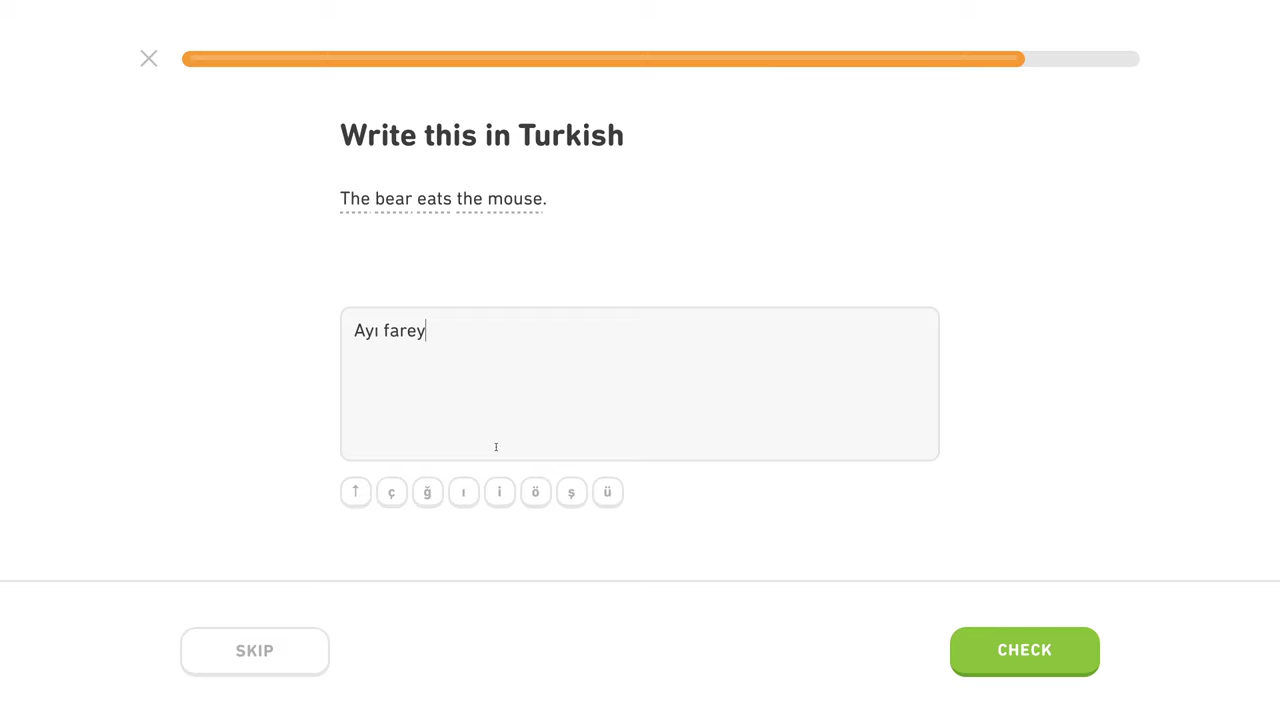 Write this in Turkish
The bear eats the mouse.
Ayı farey
↑ ç ğ ı i ö ş ü
SKIP
CHECK